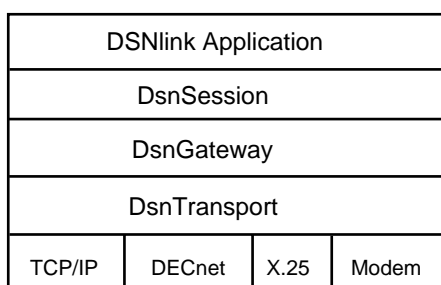 DSNlink Application
DsnSession
DsnGateway
DsnTransport
TCP/IP DECnet X.25 Modem